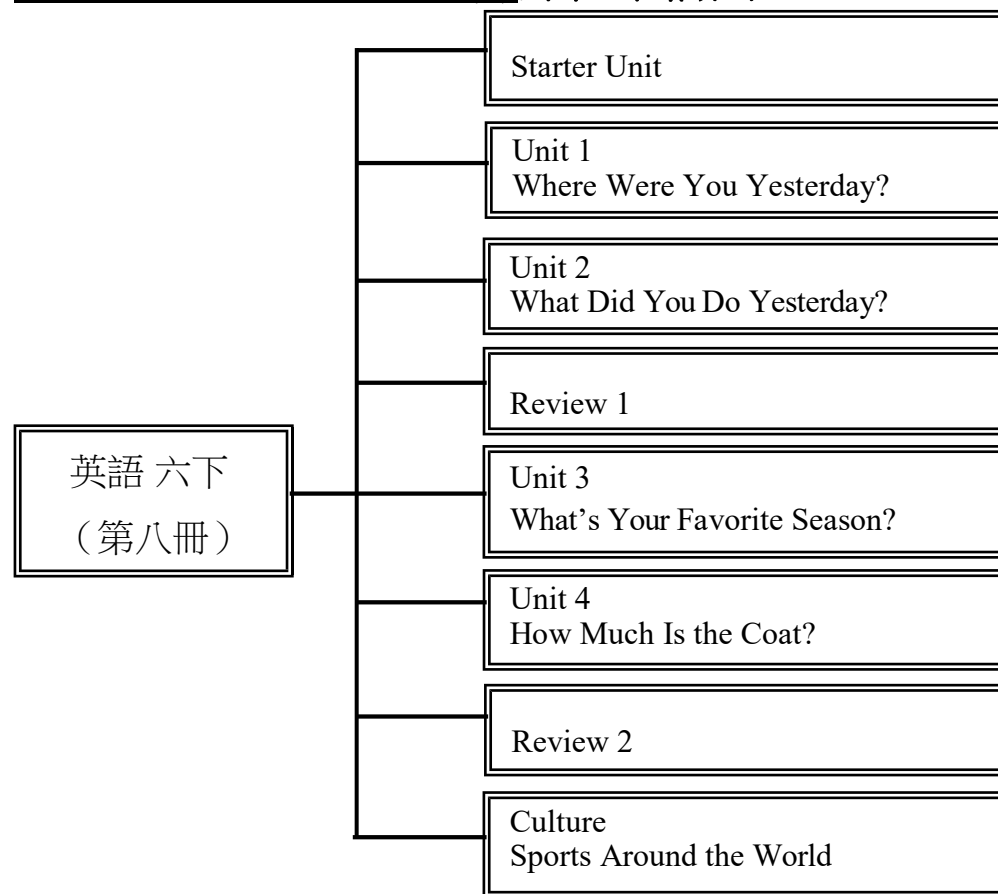 Starter Unit
Unit 1
Where Were You Yesterday?
Unit 2
What Did You Do Yesterday?
Review 1
英語 六下
（第八冊）
Unit 3
What’s Your Favorite Season?
Unit 4
How Much Is the Coat?
Review 2
Culture
Sports Around the World